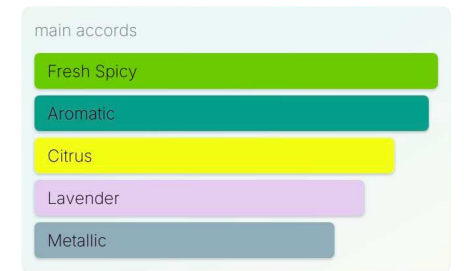 main accords
Fresh Spicy
Aromatic
Citrus
Lavender
Metallic